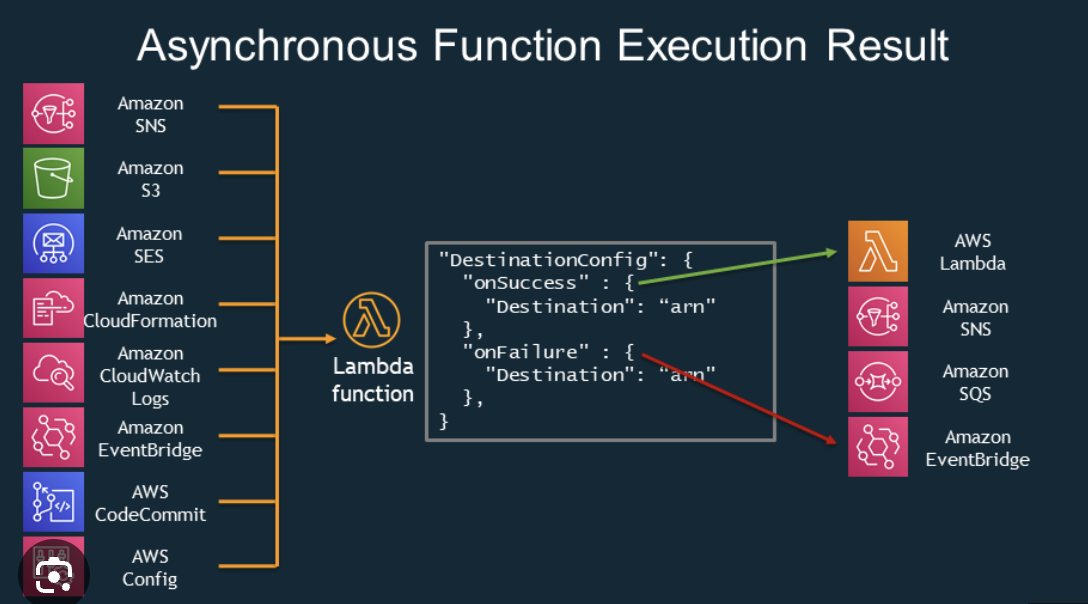 Asynchronous Function Execution Result
Amazon
SNS
Amazon
S3
Amazon
SES
Amazon
CloudFormation
Amazon
CloudWatch
Logs
Amazon
EventBridge
AWS
CodeCommit
AWS
Config
Lambda
function
"DestinationConfig": {
"onSuccess" : {
"Destination": “arn"
},
"onFailure" : {
"Destination": “arn"
},
}
AWS
Lambda
Amazon
SNS
Amazon
SQS
Amazon
EventBridge